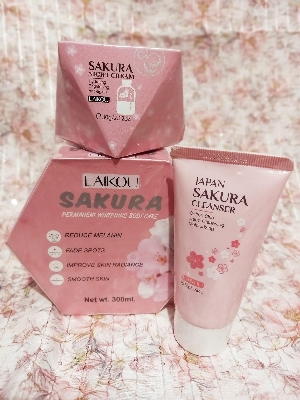 SAKURA
NIGHT CREAM
LAIKOU
LAIKOU
SAKURA
PERMANENT WHITENING BODY CARE
REDUCE MELANIN
FADE SPOTS
IMPROVE SKIN RADIANCE
SMOOTH SKIN
Net wt. 300ml
JAPAN
SAKURA
CLEANSER